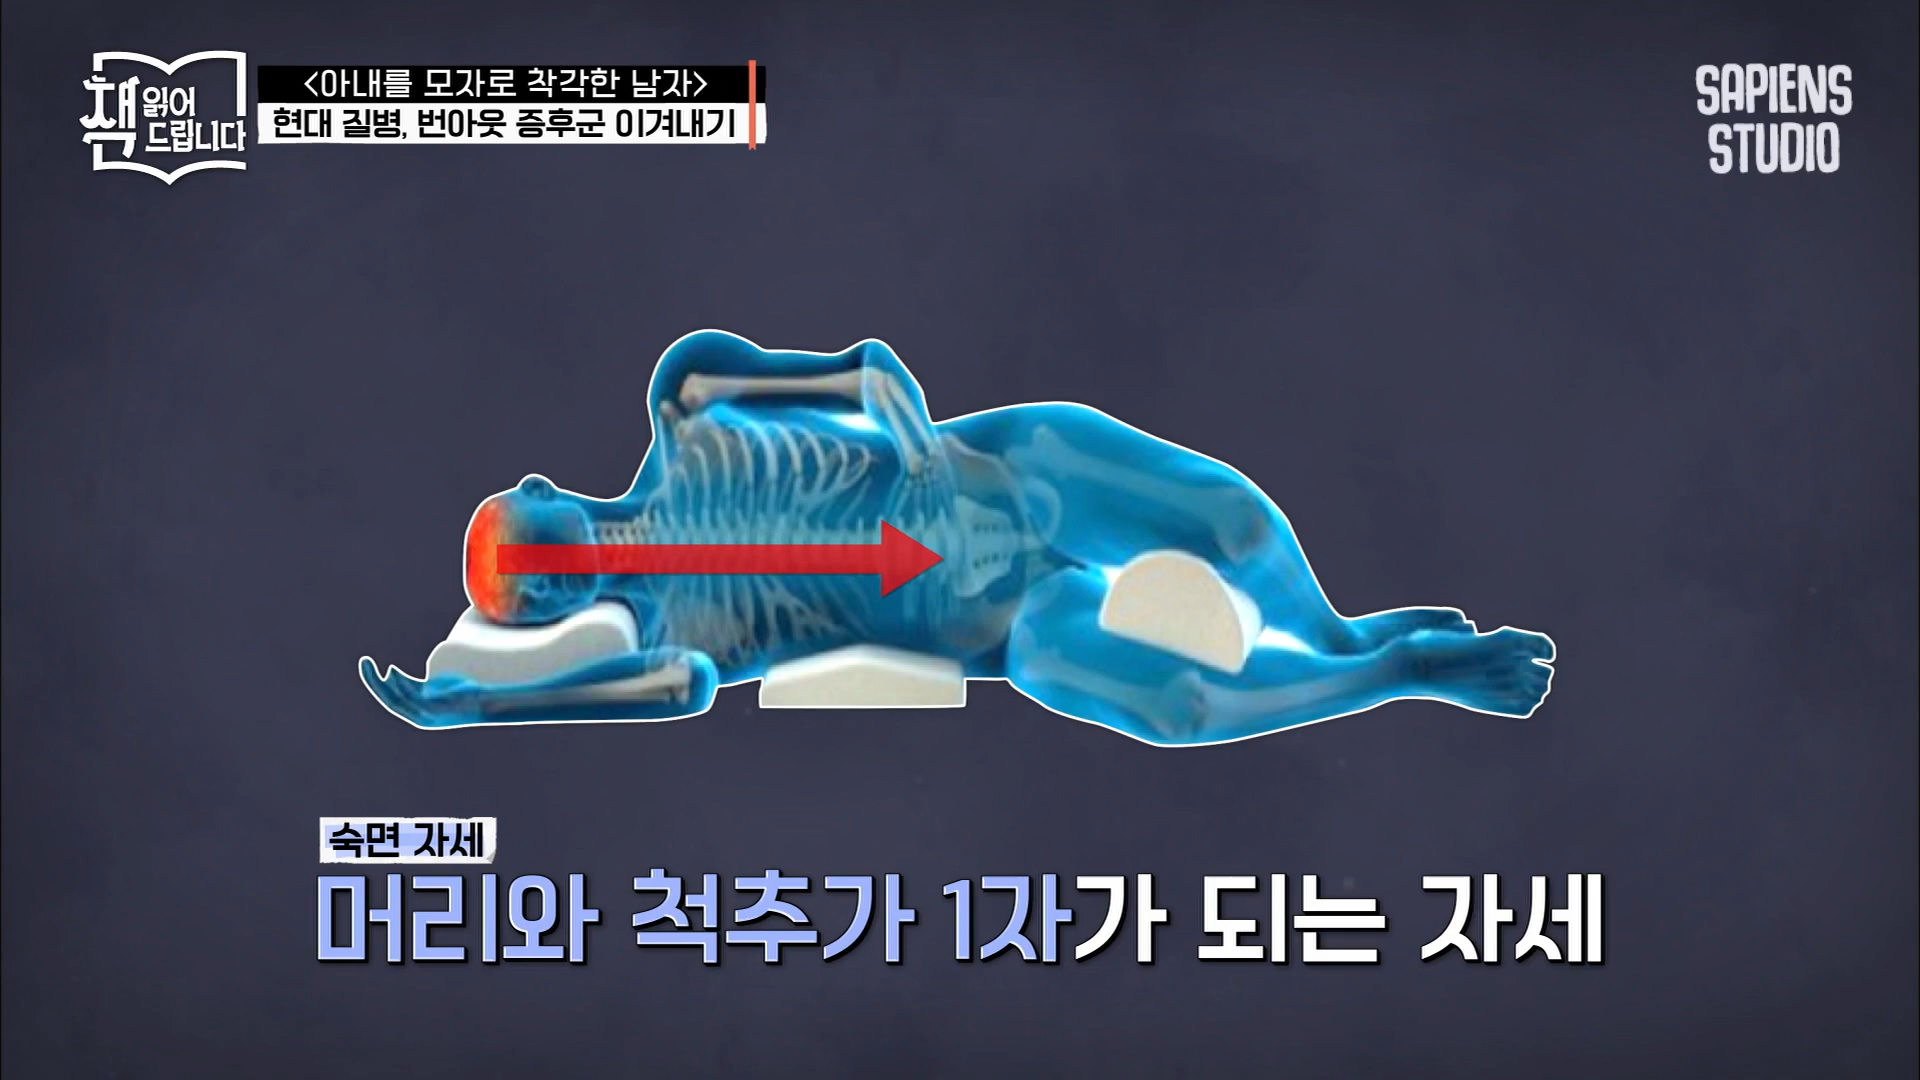 책 읽어드립니다
<아내를 모자로 착각한 남자>
현대 질병, 번아웃 증후군 이겨내기
SAPIENS
STUDIO
숙면 자세
머리와 척추가 1자가 되는 자세